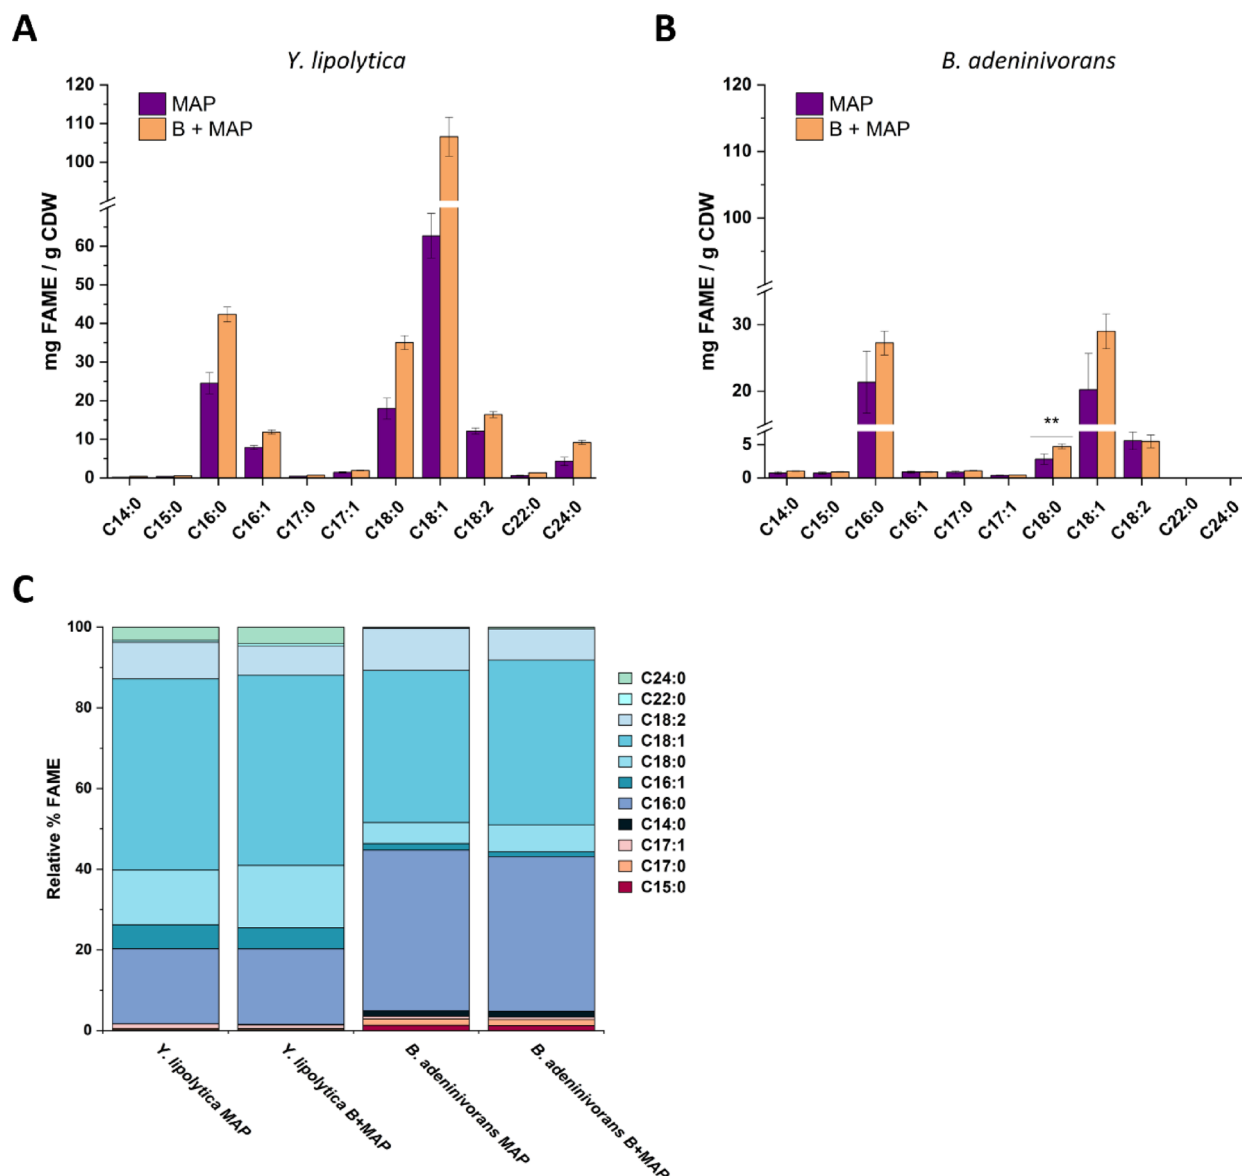 A
Y. lipolytica
MAP
B + MAP
mg FAME / g CDW
120
110
100
60
50
40
30
20
10
0
C14:0
C15:0
C16:0
C16:1
C17:0
C17:1
C18:0
C18:1
C18:2
C22:0
C24:0
B
B. adeninivorans
MAP
B + MAP
mg FAME / g CDW
120
110
100
30
20
5
0
**
C14:0
C15:0
C16:0
C16:1
C17:0
C17:1
C18:0
C18:1
C18:2
C22:0
C24:0
C
Relative % FAME
100
80
60
40
20
0
Y. lipolytica MAP
Y. lipolytica B+MAP
B. adeninivorans MAP
B. adeninivorans B+MAP
C24:0
C22:0
C18:2
C18:1
C18:0
C16:1
C16:0
C14:0
C17:1
C17:0
C15:0